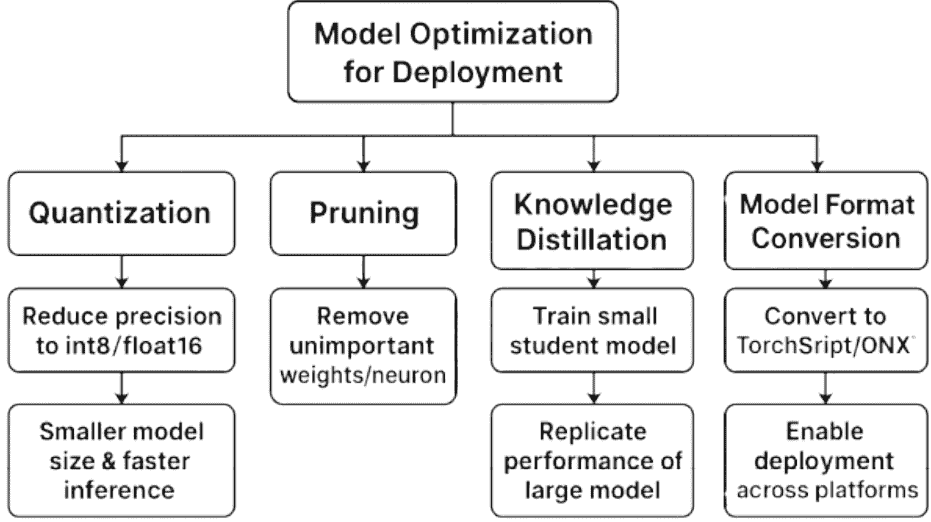 Model Optimization
for Deployment
Quantization
Reduce precision
to int8/float16
Smaller model
size & faster
inference
Pruning
Remove
unimportant
weights/neuron
Knowledge
Distillation
Train small
student model
Replicate
performance of
large model
Model Format
Conversion
Convert to
TorchSript/ONX
Enable
deployment
across platforms